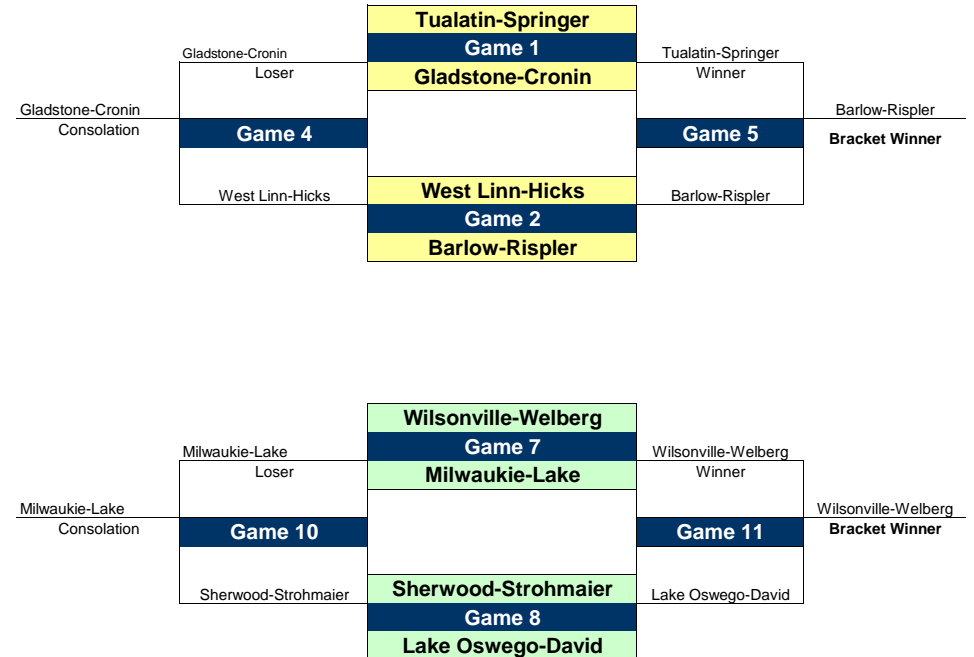 Tualatin-Springer
Gladstone-Cronin Game 1 Tualatin-Springer
Loser Gladstone-Cronin Winner
Gladstone-Cronin Barlow-Rispler
Consolation Game 4 Game 5 Bracket Winner
West Linn-Hicks West Linn-Hicks Barlow-Rispler
Game 2
Barlow-Rispler
Wilsonville-Welberg
Milwaukie-Lake Game 7 Wilsonville-Welberg
Loser Milwaukie-Lake Winner
Milwaukie-Lake Wilsonville-Welberg
Consolation Game 10 Game 11 Bracket Winner
Sherwood-Strohmaier Sherwood-Strohmaier Lake Oswego-David
Game 8
Lake Oswego-David